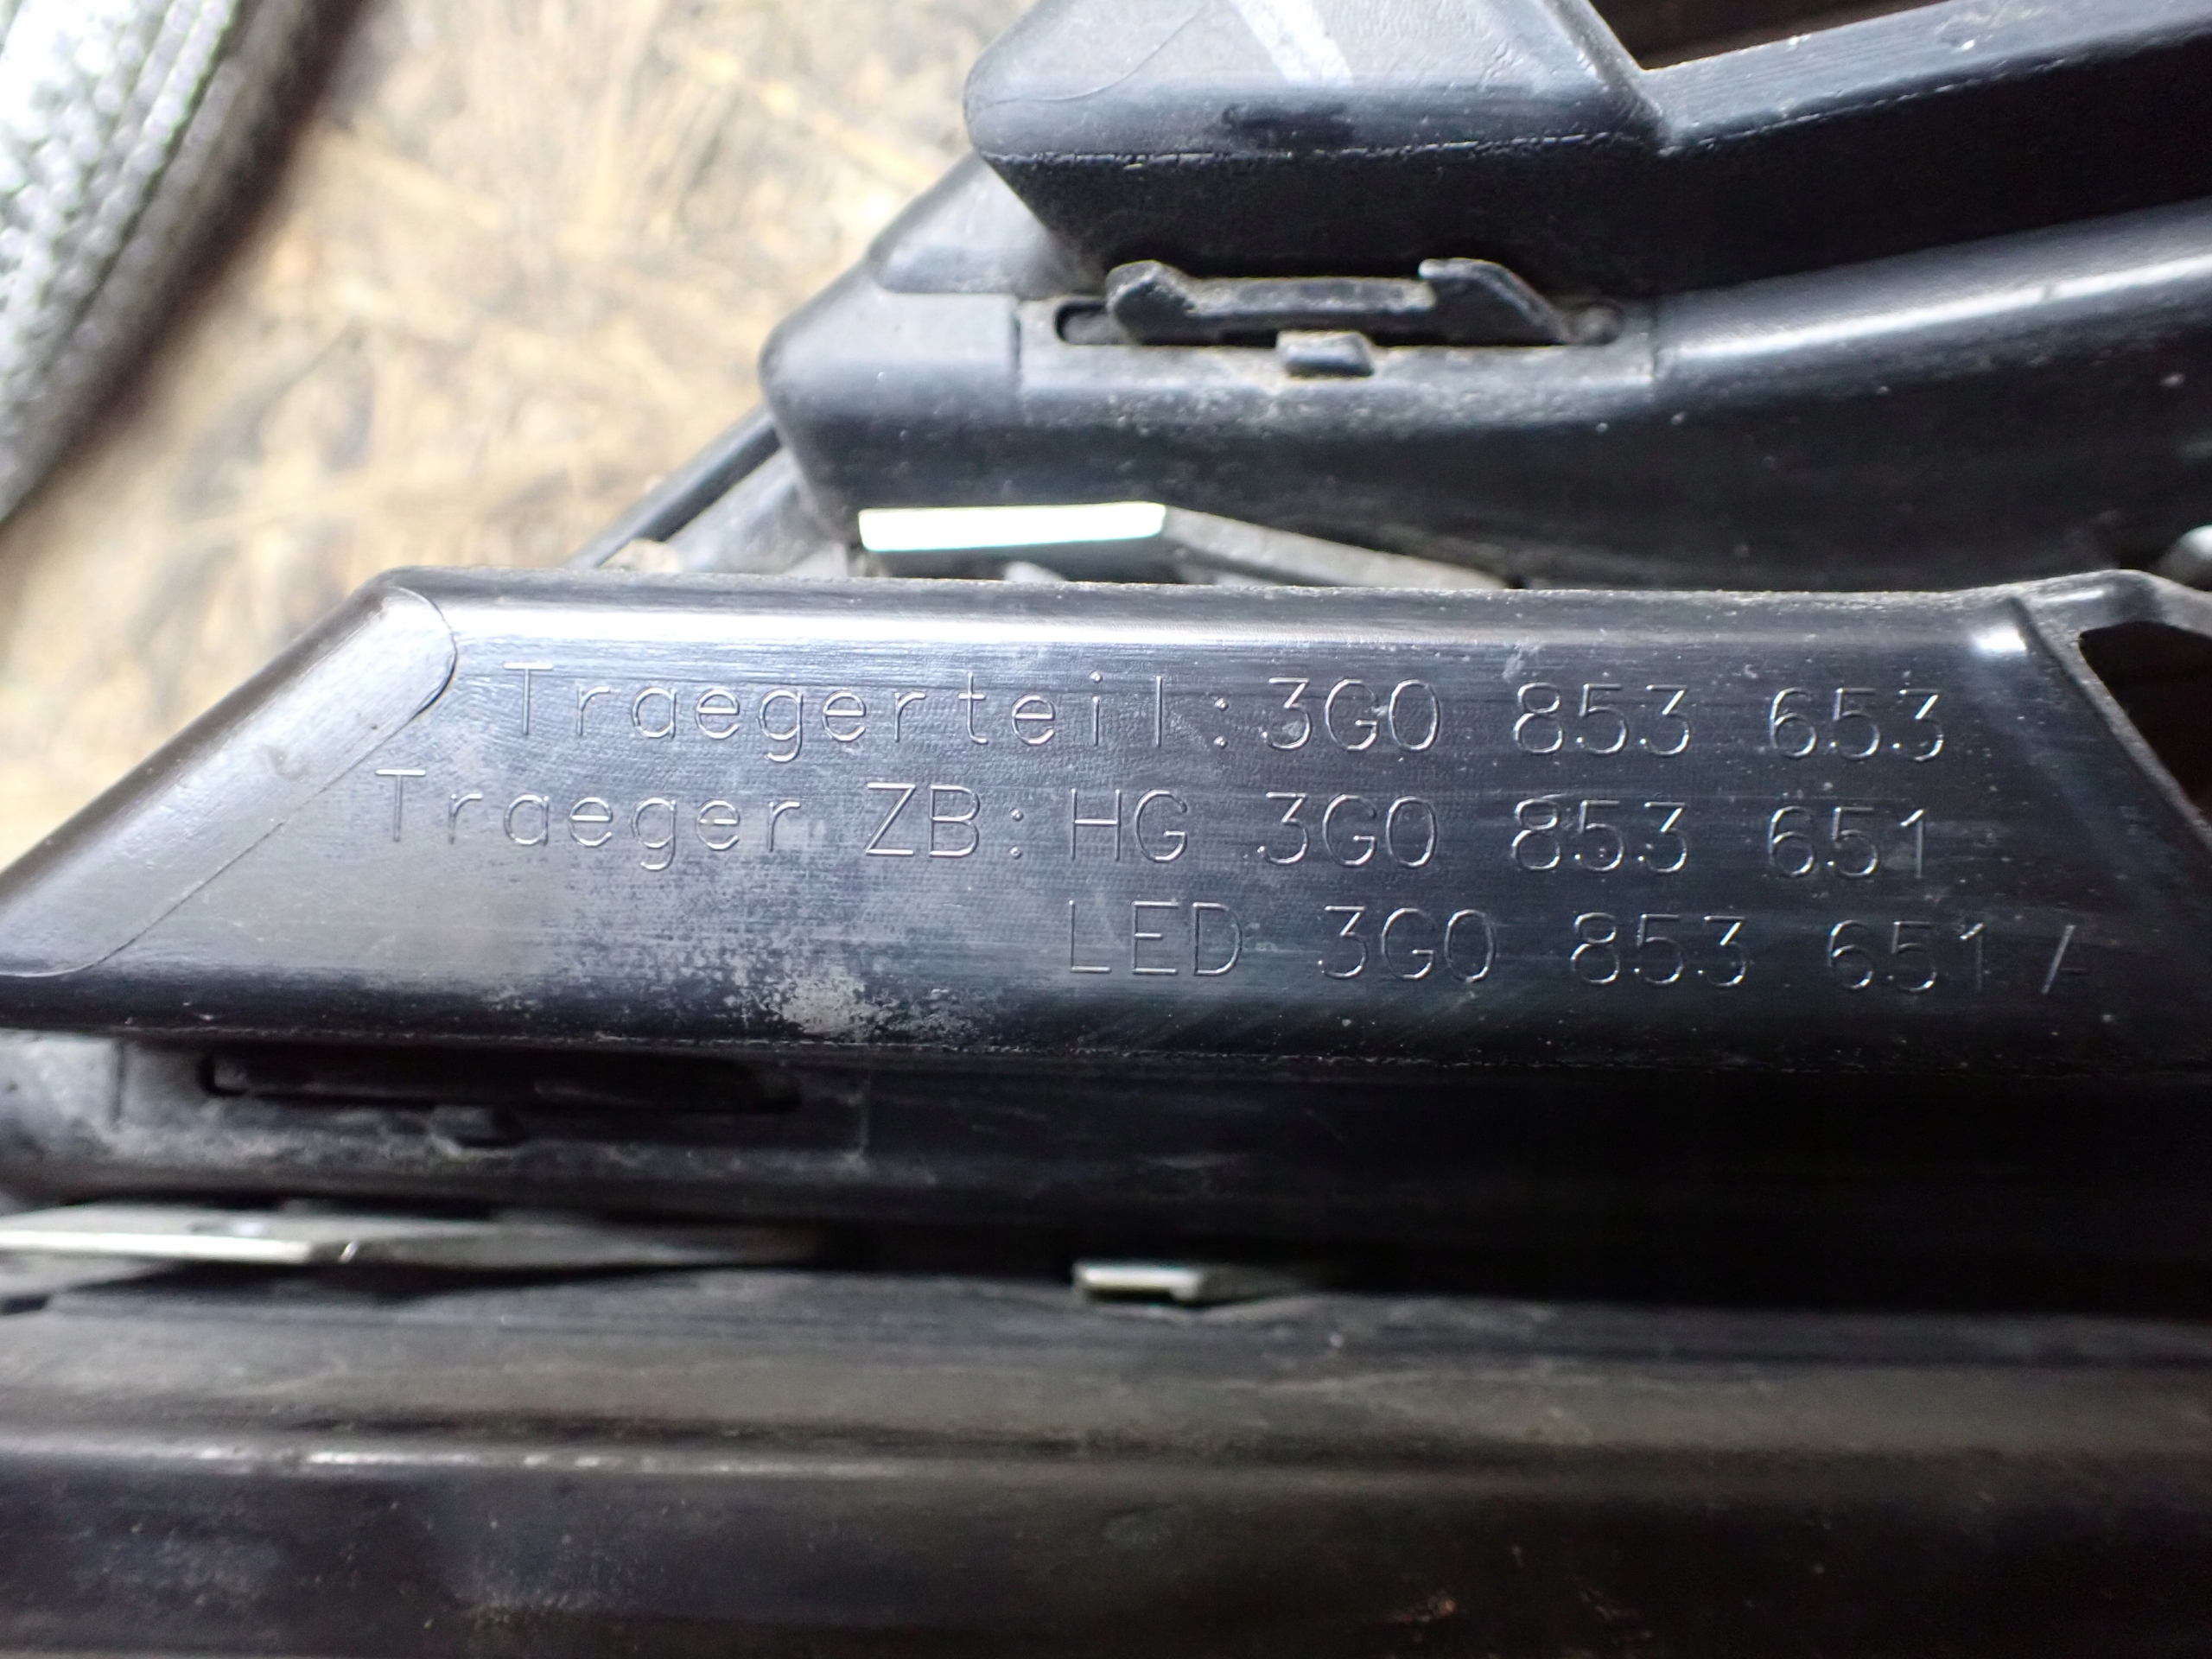 Traegerteil: 3G0 853 653
Traeger ZB: HG 3G0 853 651
LED 3G0 853 651 A